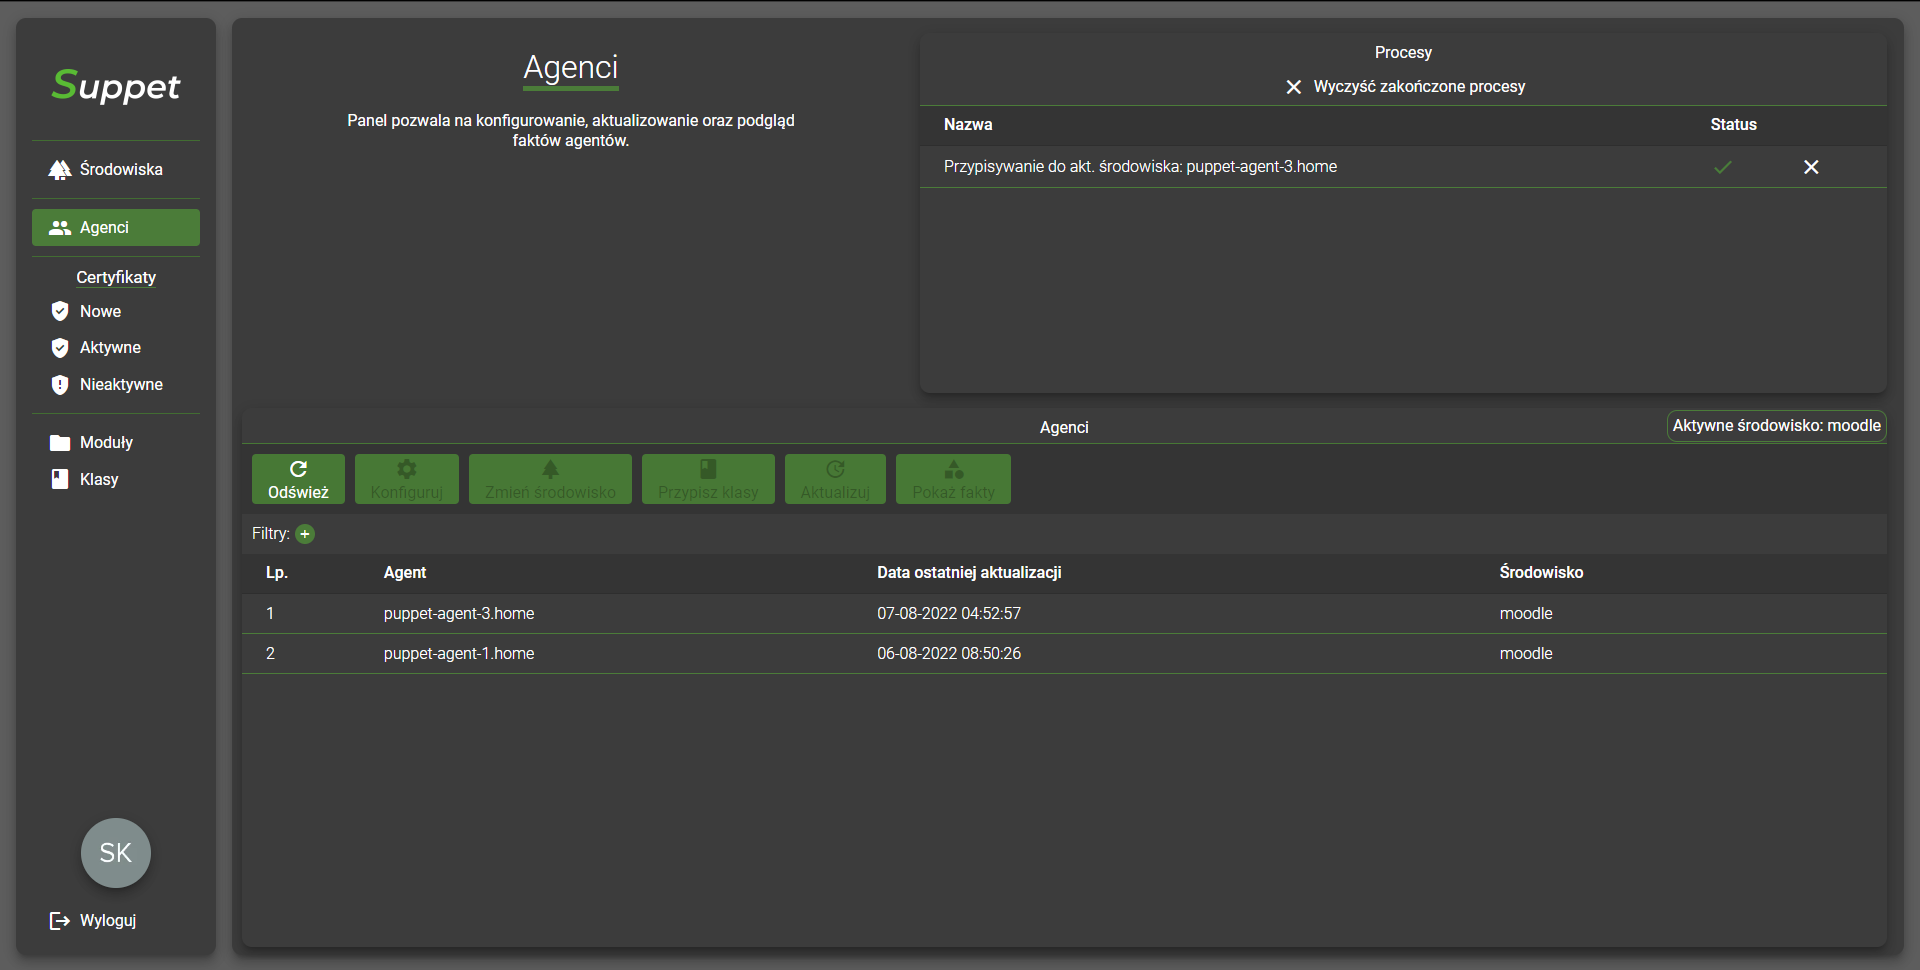 Suppet
Środowiska
Agenci
Certyfikaty
Nowe
Aktywne
Nieaktywne
Moduły
Klasy
SK
Wyloguj
Agenci
Panel pozwala na konfigurowanie, aktualizowanie oraz podgląd
faktów agentów.
Procesy
Wyczyść zakończone procesy
Nazwa Status
Przypisywanie do akt. środowiska: puppet-agent-3.home
Agenci
Aktywne środowisko: moodle
Odśwież Konfiguruj Zmień środowisko Przypisz klasy Aktualizuj Pokaż fakty
Filtry:
Lp. Agent Data ostatniej aktualizacji Środowisko
1 puppet-agent-3.home 07-08-2022 04:52:57 moodle
2 puppet-agent-1.home 06-08-2022 08:50:26 moodle